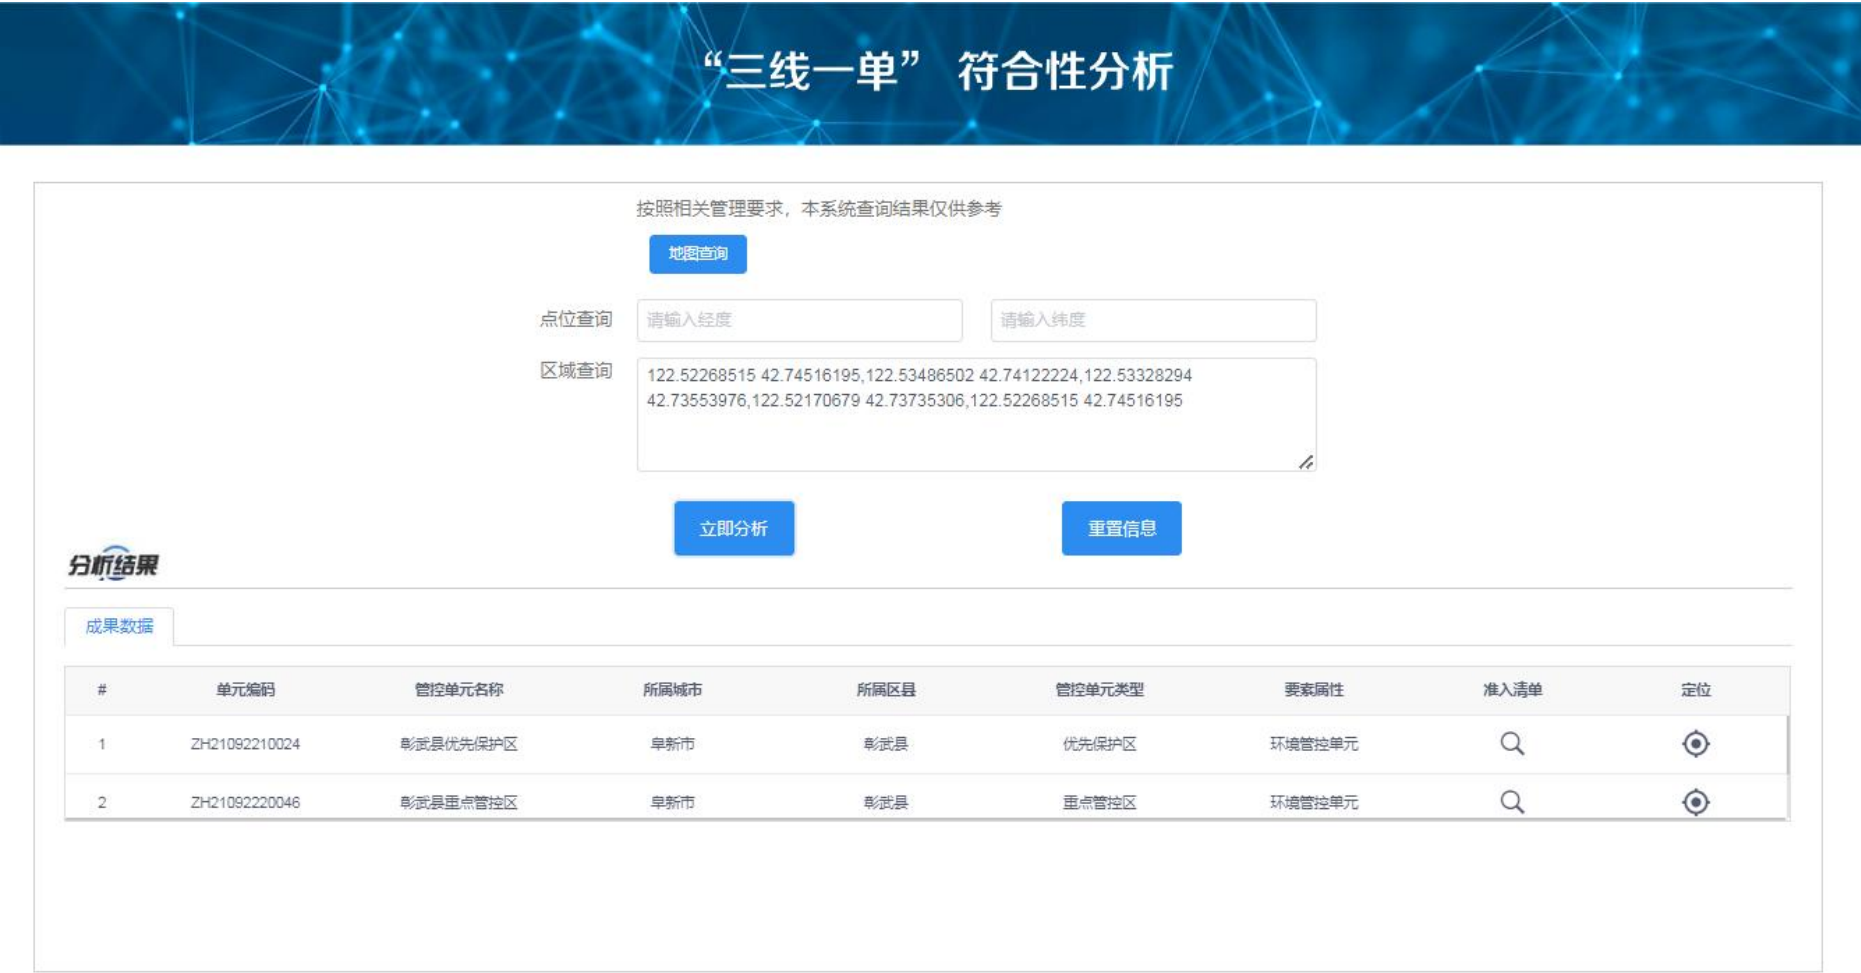 “三线一单” 符合性分析
按照相关管理要求，本系统查询结果仅供参考
地图查询
点位查询 请输入经度 请输入纬度
区域查询 122.52268515 42.74516195,122.53486502 42.74122224,122.53328294
42.73553976,122.52170679 42.73735306,122.52268515 42.74516195
立即分析 重置信息
分析结果
成果数据
# 单元编码 管控单元名称 所属城市 所属区县 管控单元类型 要素属性 准入清单 定位
1 ZH21092210024 彰武县优先保护区 阜新市 彰武县 优先保护区 环境管控单元
2 ZH21092220046 彰武县重点管控区 阜新市 彰武县 重点管控区 环境管控单元